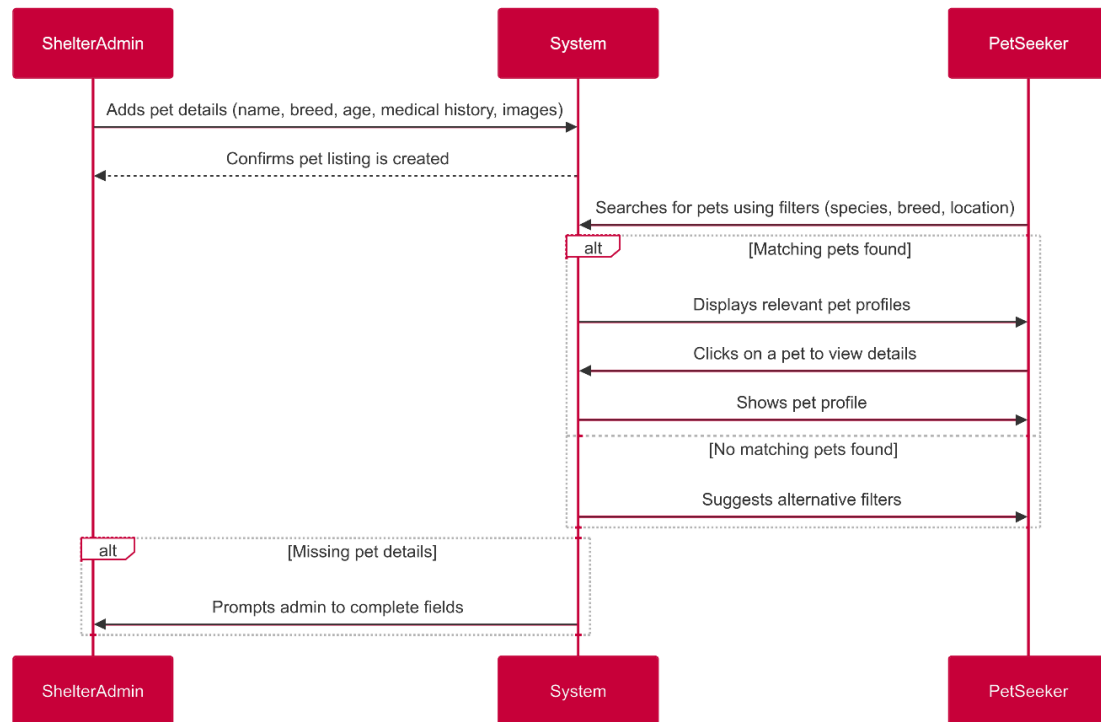 ShelterAdmin
System
PetSeeker
Adds pet details (name, breed, age, medical history, images)
Confirms pet listing is created
Searches for pets using filters (species, breed, location)
alt
[Matching pets found]
Displays relevant pet profiles
Clicks on a pet to view details
Shows pet profile
[No matching pets found]
Suggests alternative filters
alt
[Missing pet details]
Prompts admin to complete fields
ShelterAdmin
System
PetSeeker